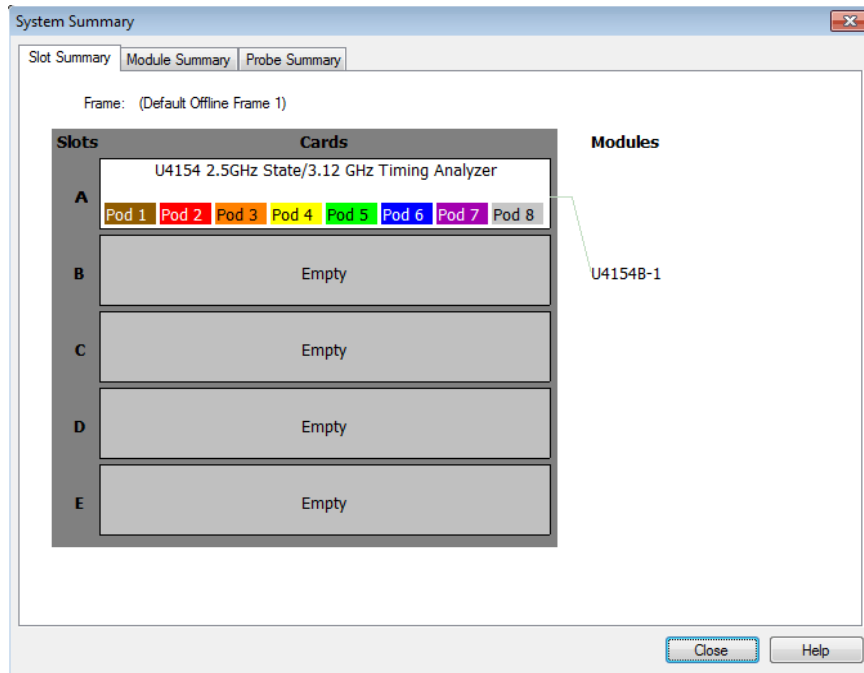 System Summary
Slot Summary Module Summary Probe Summary
Frame: (Default Offline Frame 1)
Slots Cards Modules
A U4154 2.5GHz State/3.12 GHz Timing Analyzer
Pod 1 Pod 2 Pod 3 Pod 4 Pod 5 Pod 6 Pod 7 Pod 8
B Empty U4154B-1
C Empty
D Empty
E Empty
Close Help